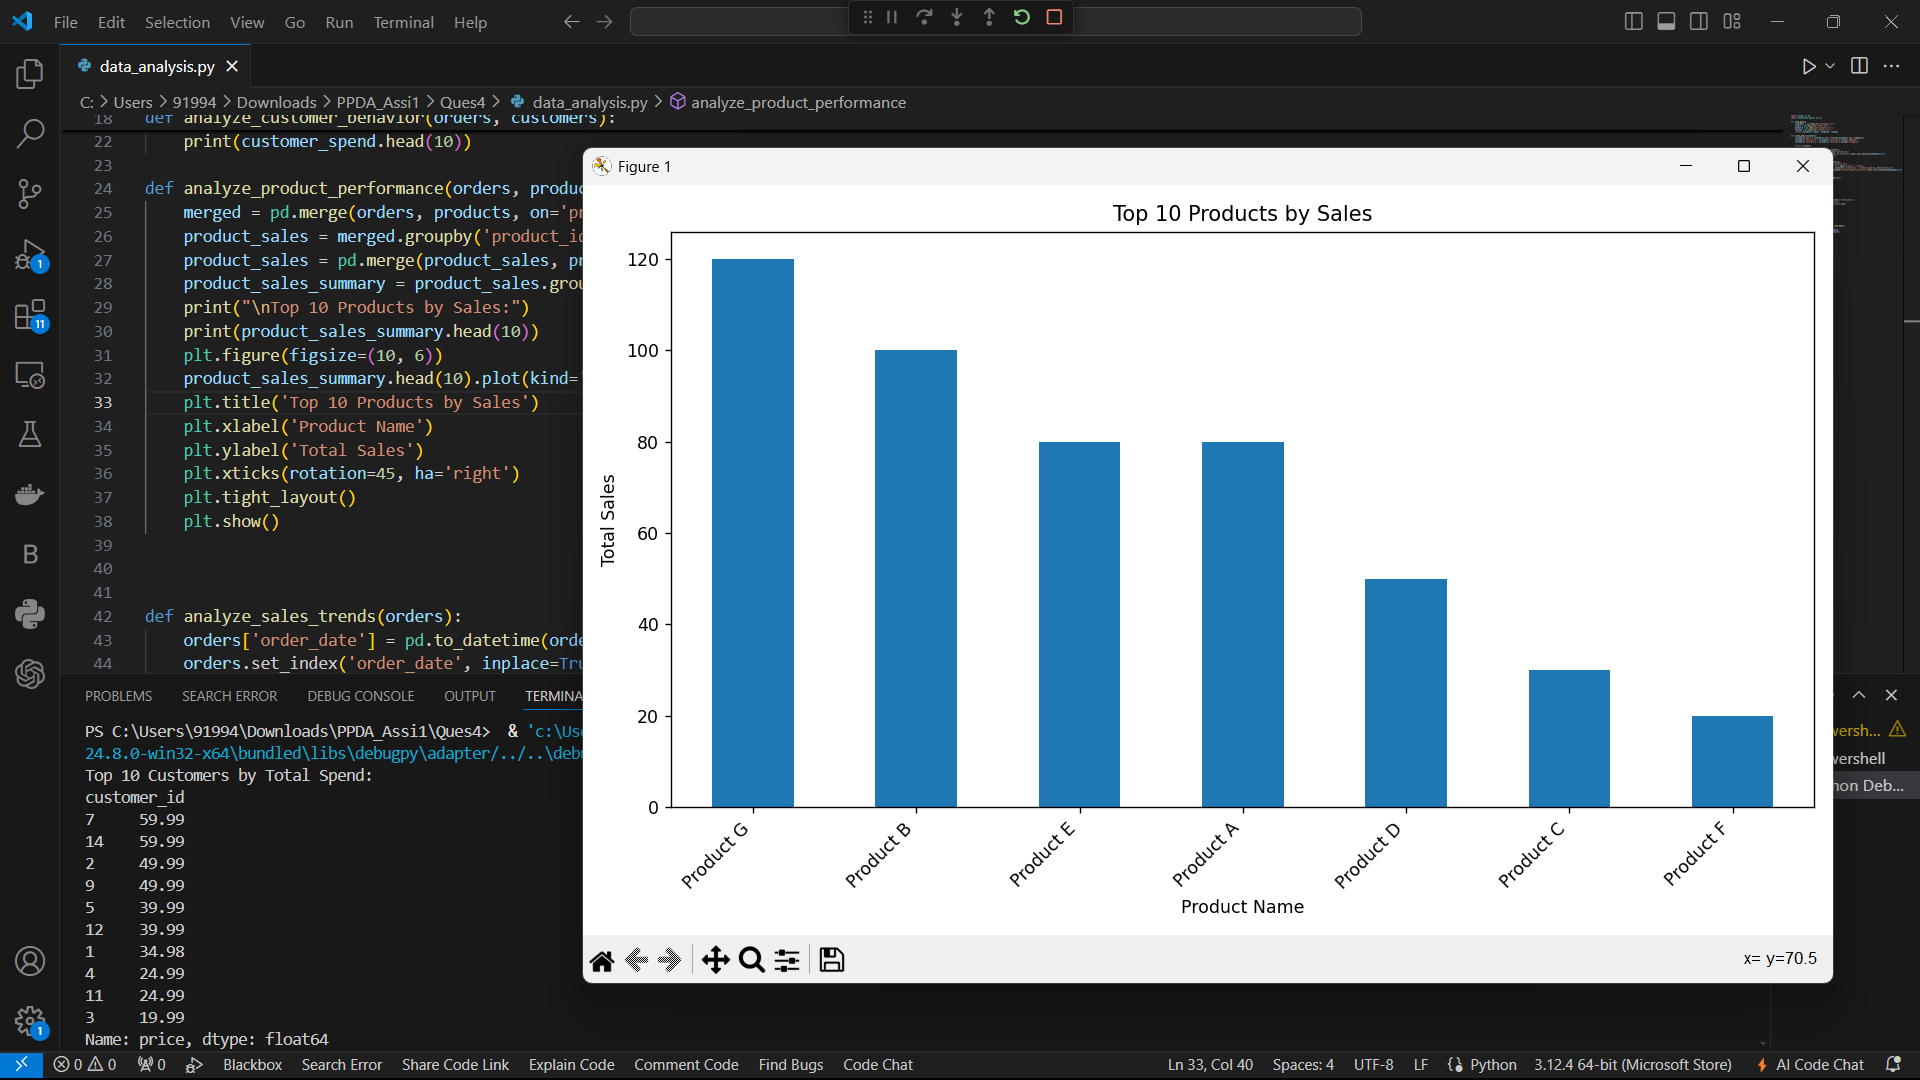 File Edit Selection View Go Run Terminal Help
data_analysis.py
C: > Users > 91994 > Downloads > PPDA_Assi1 > Ques4 > data_analysis.py > analyze_product_performance
18 def analyze_customer_behavior(orders, customers):
22 print(customer_spend.head(10))
23
24 def analyze_product_performance(orders, produc
25 merged = pd.merge(orders, products, on='pr
26 product_sales = merged.groupby('product_id
27 product_sales = pd.merge(product_sales, pr
28 product_sales_summary = product_sales.grou
29 print("\nTop 10 Products by Sales:")
30 print(product_sales_summary.head(10))
31 plt.figure(figsize=(10, 6))
32 product_sales_summary.head(10).plot(kind='
33 plt.title('Top 10 Products by Sales')
34 plt.xlabel('Product Name')
35 plt.ylabel('Total Sales')
36 plt.xticks(rotation=45, ha='right')
37 plt.tight_layout()
38 plt.show()
39
40
41
42 def analyze_sales_trends(orders):
43 orders['order_date'] = pd.to_datetime(orde
44 orders.set_index('order_date', inplace=Tru
Figure 1
Top 10 Products by Sales
120
100
80
60
40
20
0
Total Sales
Product G Product B Product E Product A Product D Product C Product F
Product Name
x= y=70.5
1
11
B
1
PROBLEMS SEARCH ERROR DEBUG CONSOLE OUTPUT TERMINA
PS C:\Users\91994\Downloads\PPDA_Assi1\Ques4> & 'c:\Use
24.8.0-win32-x64\bundled\libs\debugpy\adapter/../..\debu
Top 10 Customers by Total Spend:
customer_id
7 59.99
14 59.99
2 49.99
9 49.99
5 39.99
12 39.99
1 34.98
4 24.99
11 24.99
3 19.99
Name: price, dtype: float64
wersh...
wershell
hon Deb...
0 0 0 Blackbox Search Error Share Code Link Explain Code Comment Code Find Bugs Code Chat Ln 33, Col 40 Spaces: 4 UTF-8 LF Python 3.12.4 64-bit (Microsoft Store) AI Code Chat